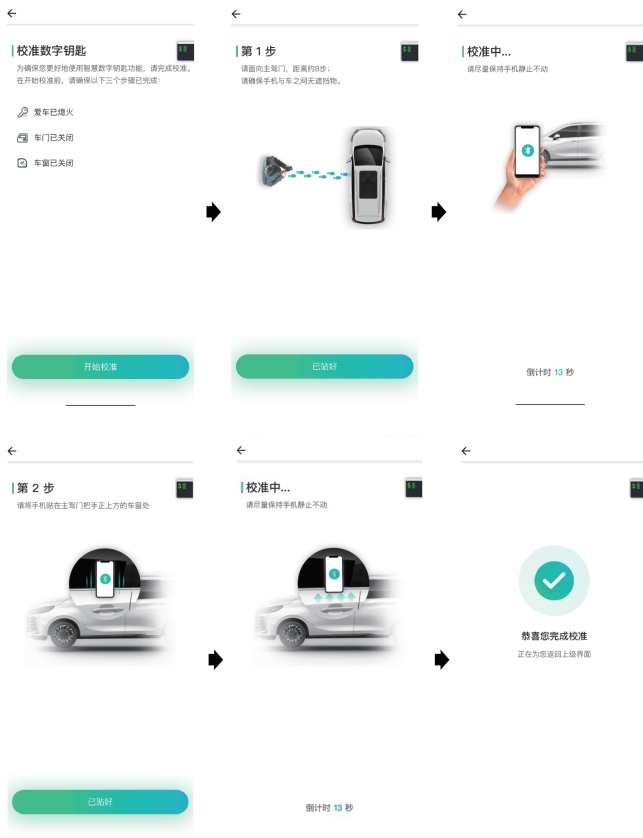 校准数字钥匙
为确保您更好地使用智慧数字钥匙功能，请完成校准。
在开始校准前，请确保以下三个步骤已完成：
爱车已熄火
车门已关闭
车窗已关闭
开始校准
第 1 步
请面向主驾门，距离约8步；
请确保手机与车之间无遮挡物。
已站好
校准中...
请尽量保持手机静止不动
倒计时 13 秒
第 2 步
请将手机贴在主驾门把手正上方的车窗处
已贴好
校准中...
请尽量保持手机静止不动
倒计时 13 秒
恭喜您完成校准
正在为您返回上级界面